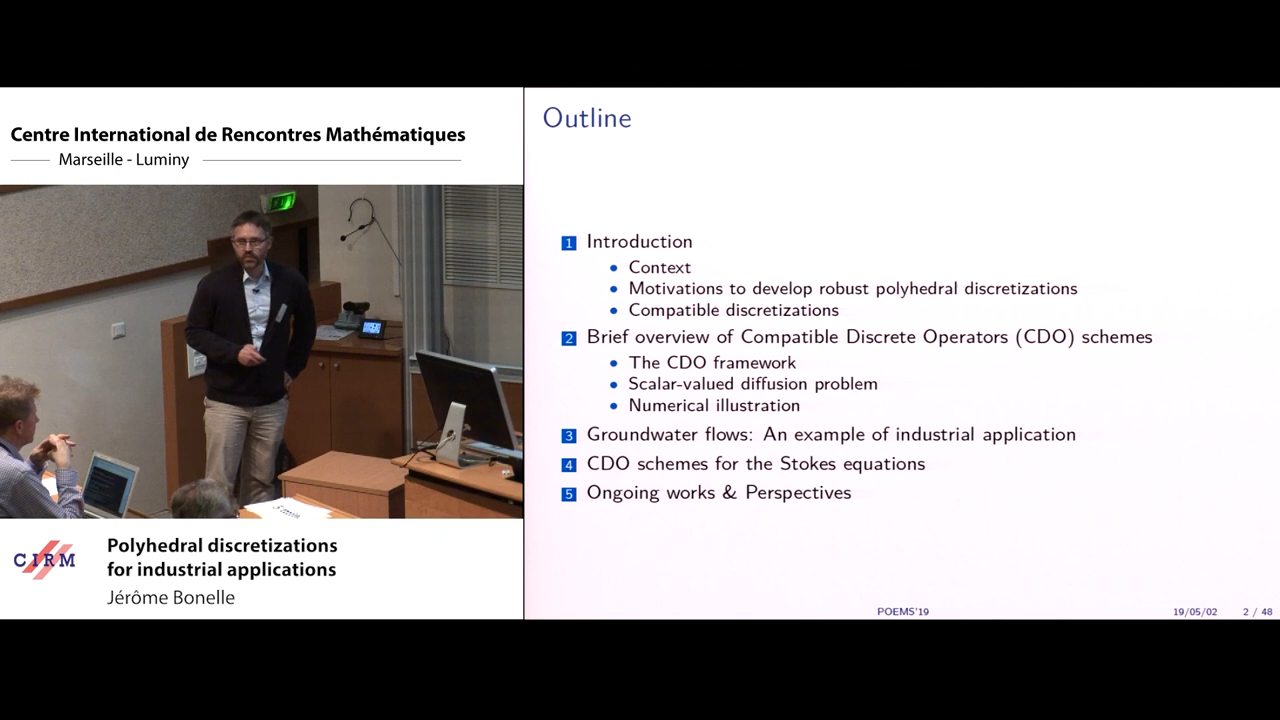 Centre International de Rencontres Mathématiques
Marseille - Luminy
CIRM
Polyhedral discretizations
for industrial applications
Jérôme Bonelle
Outline
1 Introduction
• Context
• Motivations to develop robust polyhedral discretizations
• Compatible discretizations
2 Brief overview of Compatible Discrete Operators (CDO) schemes
• The CDO framework
• Scalar-valued diffusion problem
• Numerical illustration
3 Groundwater flows: An example of industrial application
4 CDO schemes for the Stokes equations
5 Ongoing works & Perspectives
POEMS'19
19/05/02 2 / 48